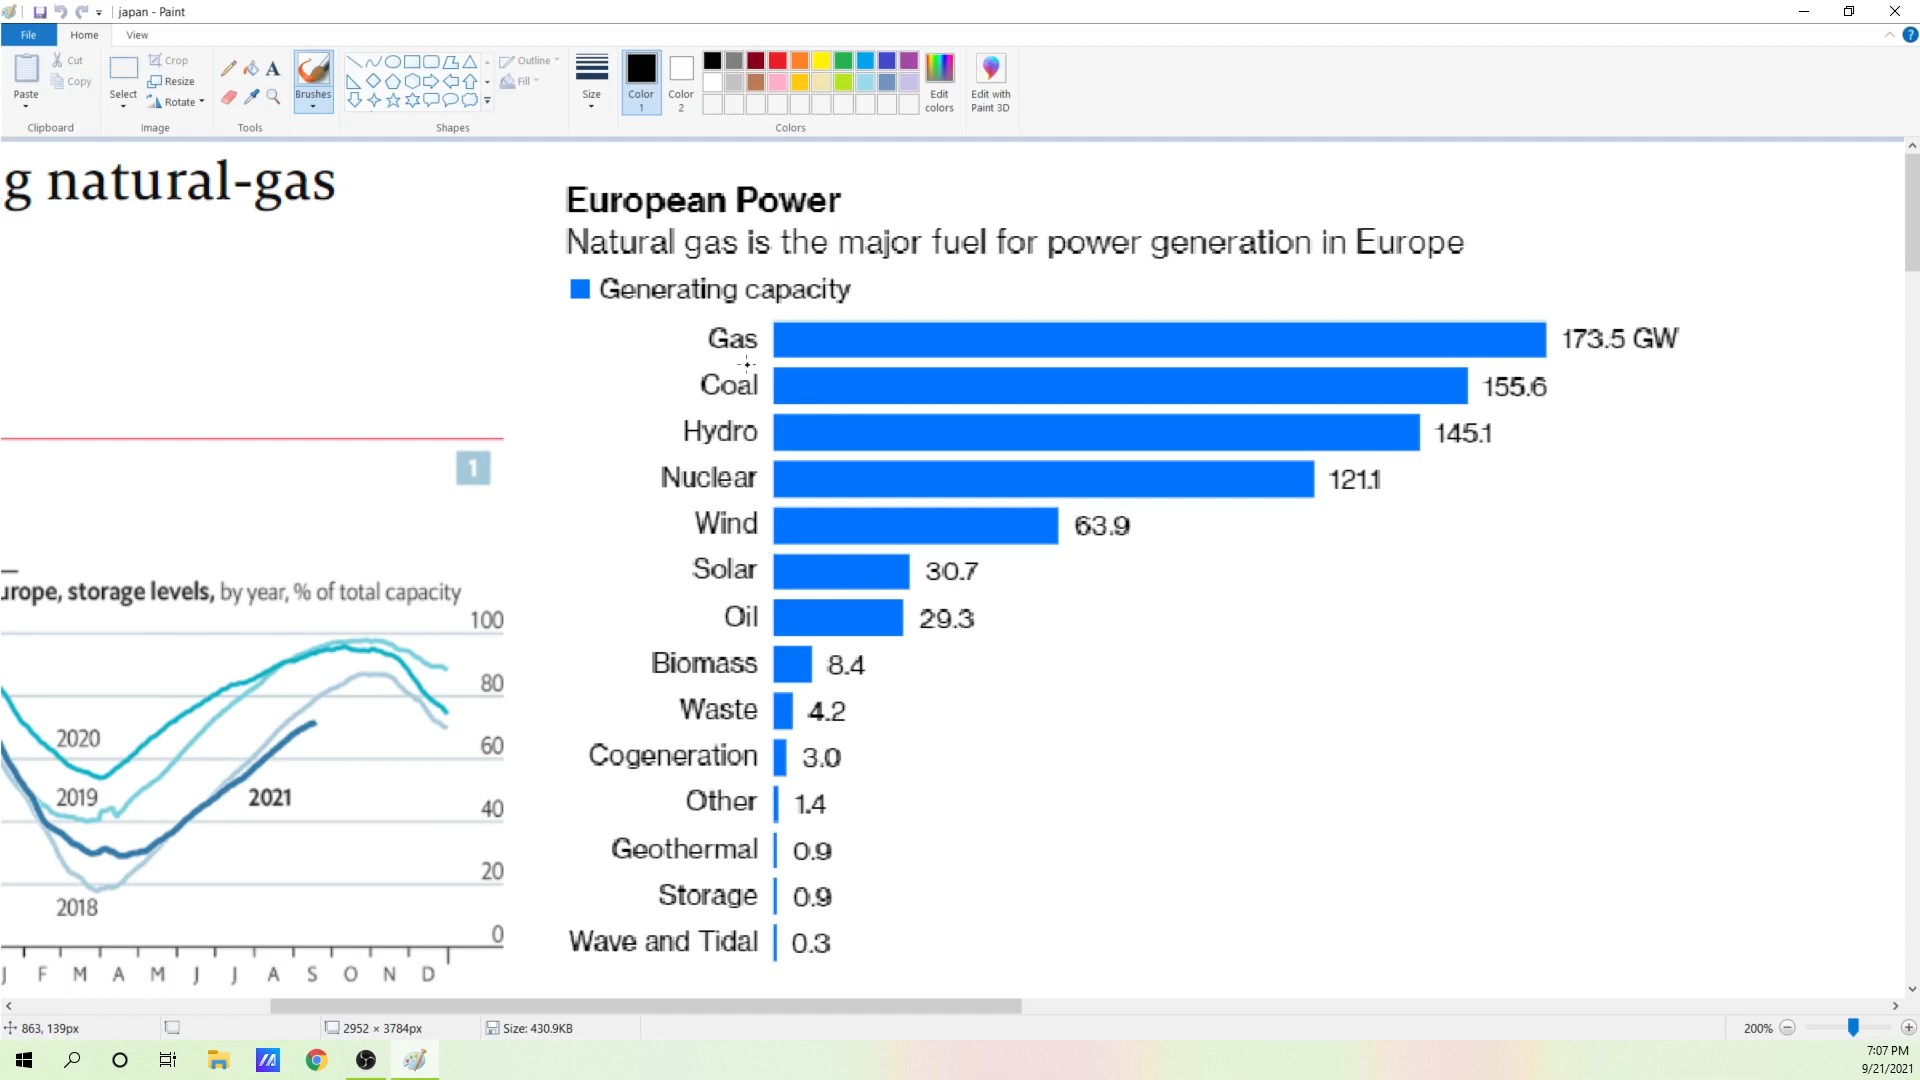 japan - Paint
File Home View
Paste
Cut
Copy
Clipboard
Select
Crop
Resize
Rotate
Image
Tools
Brushes
Shapes
Outline
Fill
Size
Color
1
Color
2
Colors
Edit
colors
Edit with
Paint 3D
g natural-gas
1
urope, storage levels, by year, % of total capacity
100
80
60
40
20
0
2020
2019
2021
2018
J F M A M J J A S O N D
European Power
Natural gas is the major fuel for power generation in Europe
Generating capacity
Gas 173.5 GW
Coal 155.6
Hydro 145.1
Nuclear 121.1
Wind 63.9
Solar 30.7
Oil 29.3
Biomass 8.4
Waste 4.2
Cogeneration 3.0
Other 1.4
Geothermal 0.9
Storage 0.9
Wave and Tidal 0.3
863, 139px
2952 × 3784px
Size: 430.9KB
200%
7:07 PM
9/21/2021